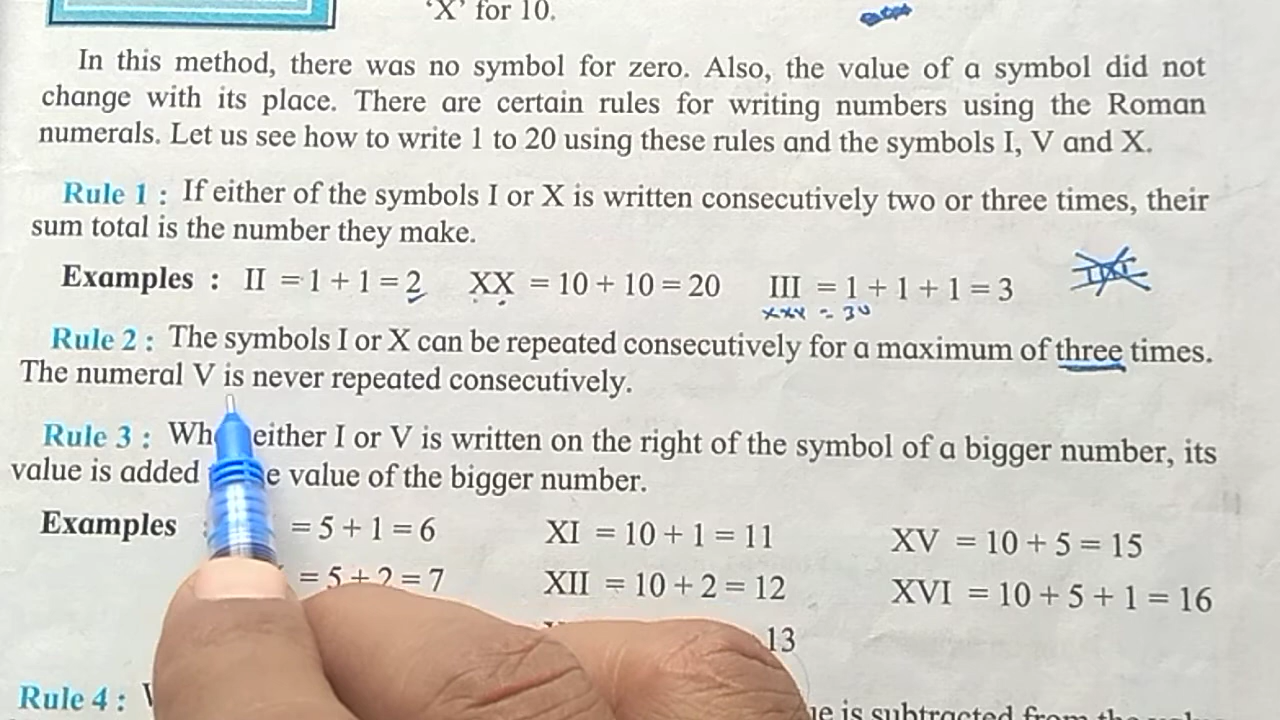 'X' for 10.
In this method, there was no symbol for zero. Also, the value of a symbol did not
change with its place. There are certain rules for writing numbers using the Roman
numerals. Let us see how to write 1 to 20 using these rules and the symbols I, V and X.
Rule 1 : If either of the symbols I or X is written consecutively two or three times, their
sum total is the number they make.
Examples : II = 1 + 1 = 2 XX = 10 + 10 = 20 III = 1 + 1 + 1 = 3
xxx = 30
Rule 2 : The symbols I or X can be repeated consecutively for a maximum of three times.
The numeral V is never repeated consecutively.
Rule 3 : Wh either I or V is written on the right of the symbol of a bigger number, its
value is added e value of the bigger number.
Examples : = 5 + 1 = 6 XI = 10 + 1 = 11 XV = 10 + 5 = 15
= 5 + 2 = 7 XII = 10 + 2 = 12 XVI = 10 + 5 + 1 = 16
13
Rule 4 : is subtracted from the